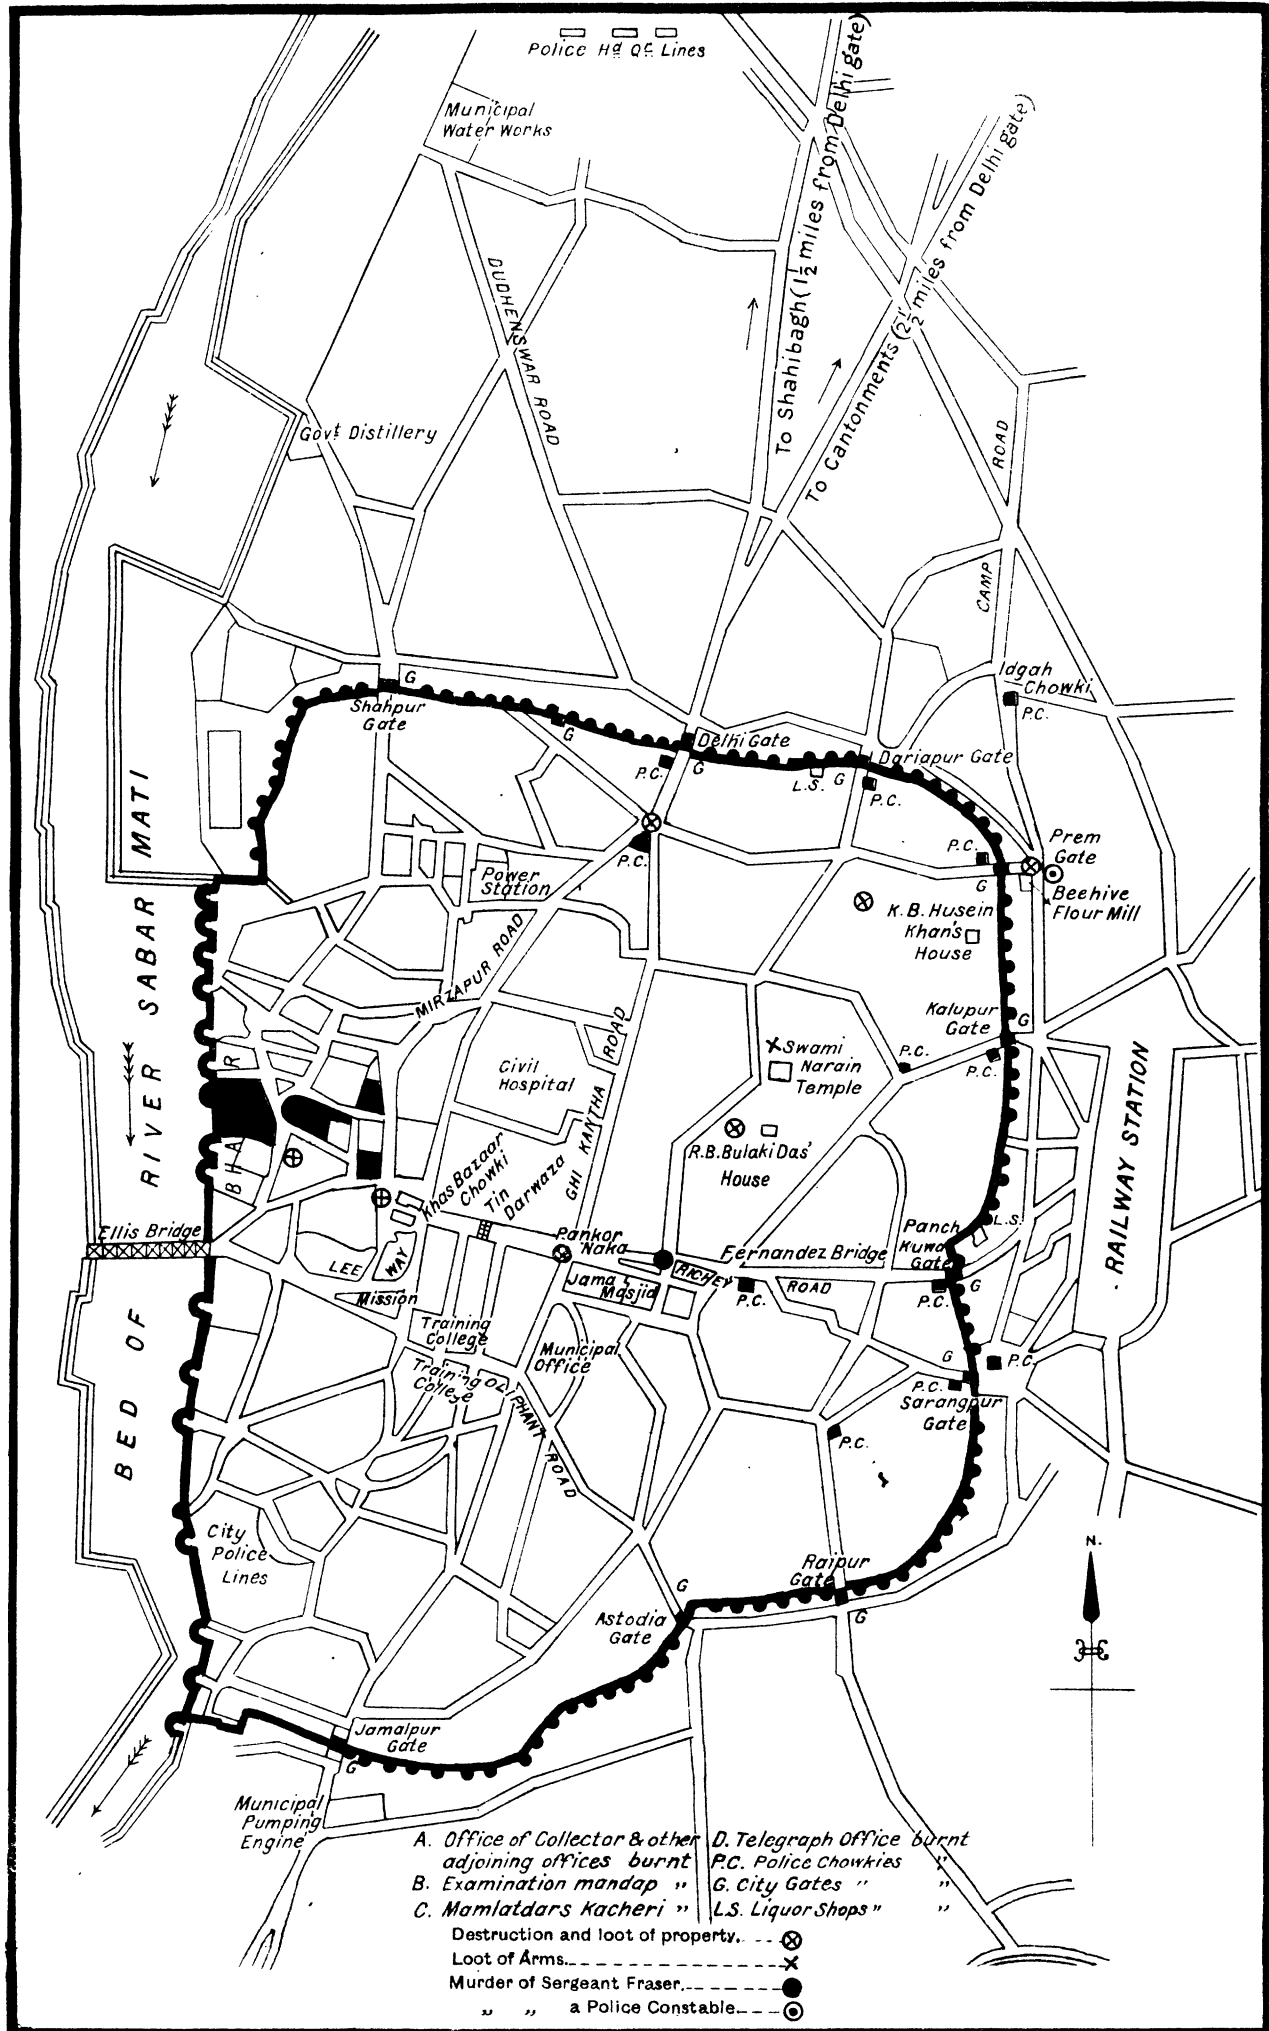 Police Hd Qr Lines
Municipal
Water Works
To Shahibagh (1½ miles from Delhi gate)
To Cantonments (2½ miles from Delhi gate)
DUDHENSWAR ROAD
Govt Distillery
CAMP ROAD
Idgah
Chowki
P.C.
G
Shahpur
Gate
G
Delhi Gate
P.C.
G
L.S.
G
Dariapur Gate
P.C.
P.C.
Prem
Gate
P.C.
G
Beehive
Flour Mill
Power
Station
K.B. Husein
Khan's
House
MIRZAPUR ROAD
Kalupur
Gate
G
P.C.
P.C.
Swami
Narain
Temple
Civil
Hospital
GHI KANTHA ROAD
R.B. Bulaki Das'
House
RAILWAY STATION
BED OF RIVER SABAR MATI
BHA R
Khas Bazaar
Chowki
Tin
Darwaza
Ellis Bridge
Pankor
Naka
Fernandez Bridge
Panch
Kuwa
Gate
L.S.
G
P.C.
LEE WAY
RICHEY ROAD
P.C.
Jama
Masjid
Mission
Training
College
Municipal
Office
Training
College
OLIPHANT ROAD
G
P.C.
P.C.
Sarangpur
Gate
P.C.
City
Police
Lines
N.
Raipur
Gate
G
G
Astodia
Gate
Jamalpur
Gate
G
Municipal
Pumping
Engine
A. Office of Collector & other
adjoining offices burnt
B. Examination mandap „
C. Mamlatdars Kacheri „
D. Telegraph Office burnt
P.C. Police Chowkies „
G. City Gates „ „
L.S. Liquor Shops „ „
Destruction and loot of property
Loot of Arms
Murder of Sergeant Fraser
„ „ a Police Constable